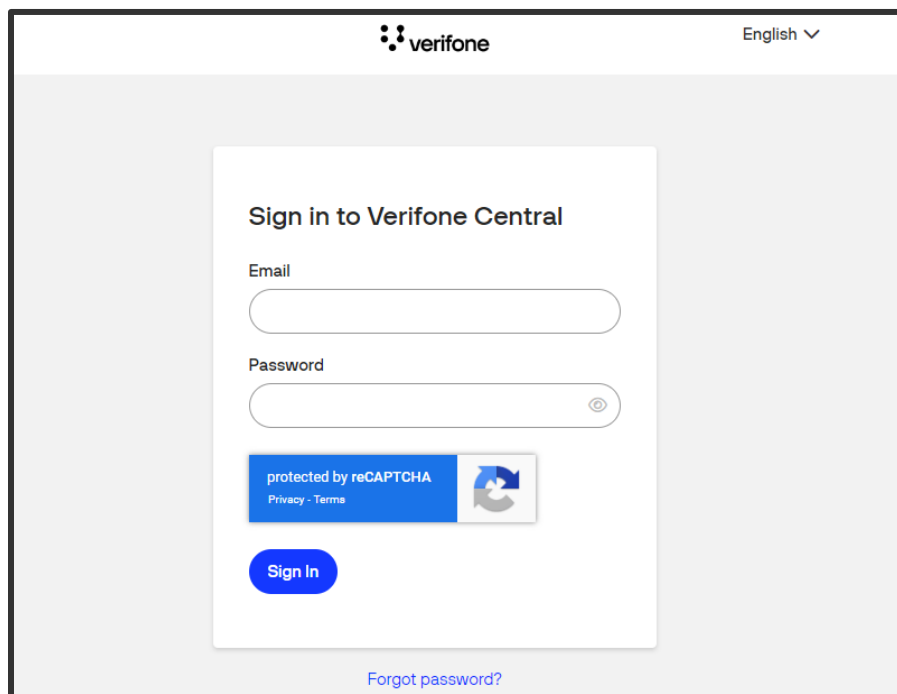 verifone
English
Sign in to Verifone Central
Email
Password
protected by reCAPTCHA
Privacy - Terms
Sign In
Forgot password?